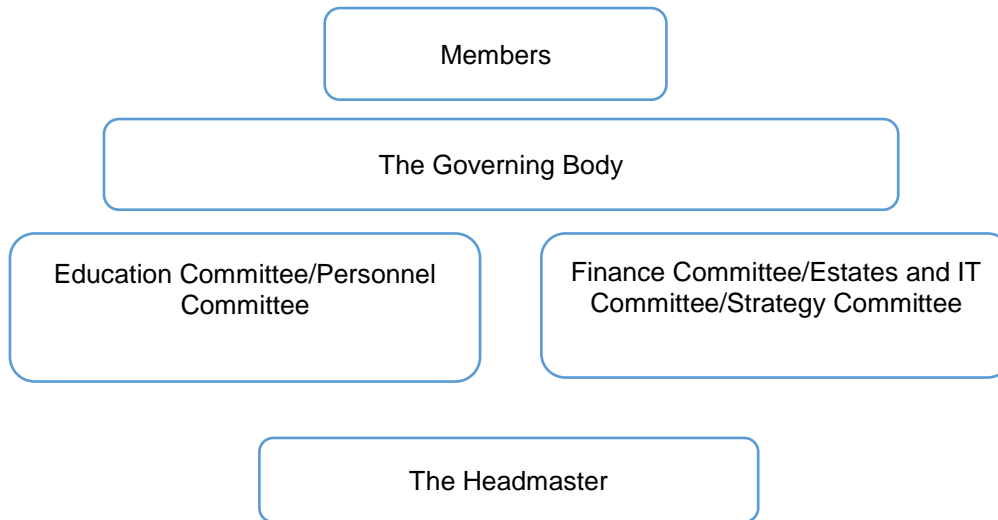 Members
The Governing Body
Education Committee/Personnel
Committee
Finance Committee/Estates and IT
Committee/Strategy Committee
The Headmaster